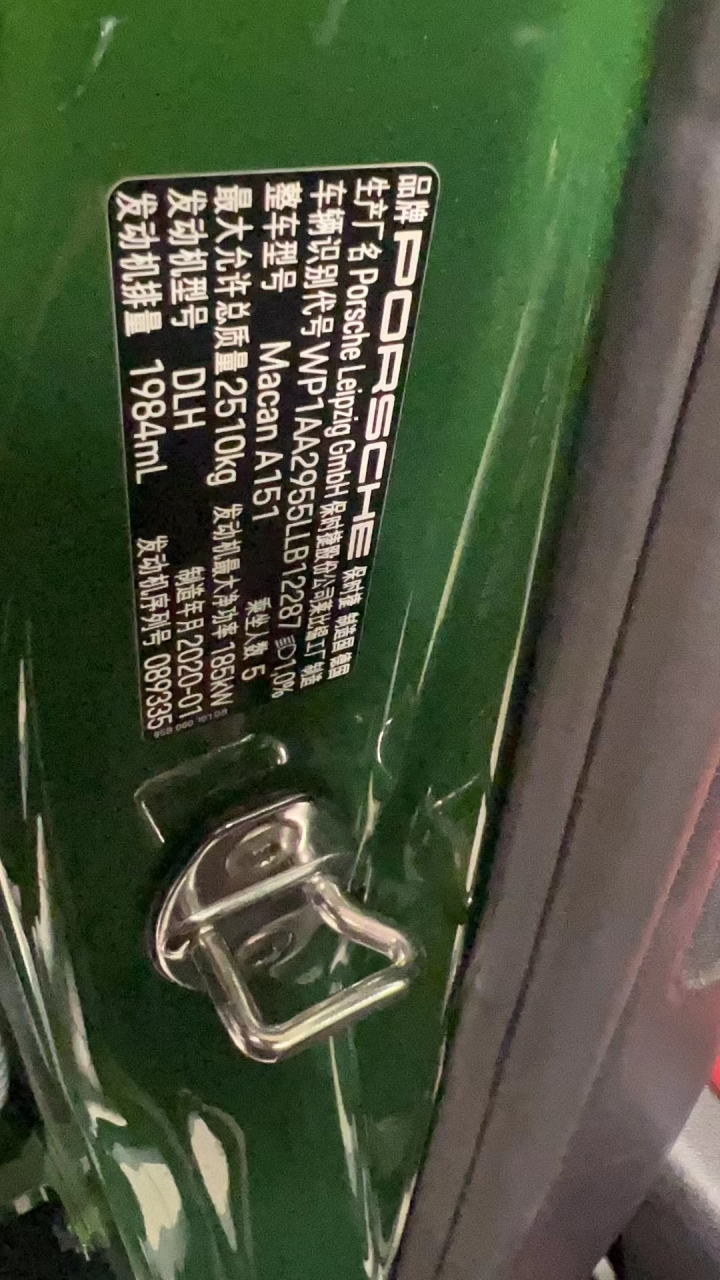 品牌 PORSCHE 保时捷 制造国 德国
生产厂名 Porsche Leipzig GmbH 保时捷股份公司莱比锡工厂 制造
车辆识别代号 WP1AA2955LLB12287 10%
整车型号 Macan A151 乘坐人数 5
最大允许总质量 2510kg 发动机最大净功率 185kW
发动机型号 DLH 制造年月 2020-01
发动机排量 1984mL 发动机序列号 089335